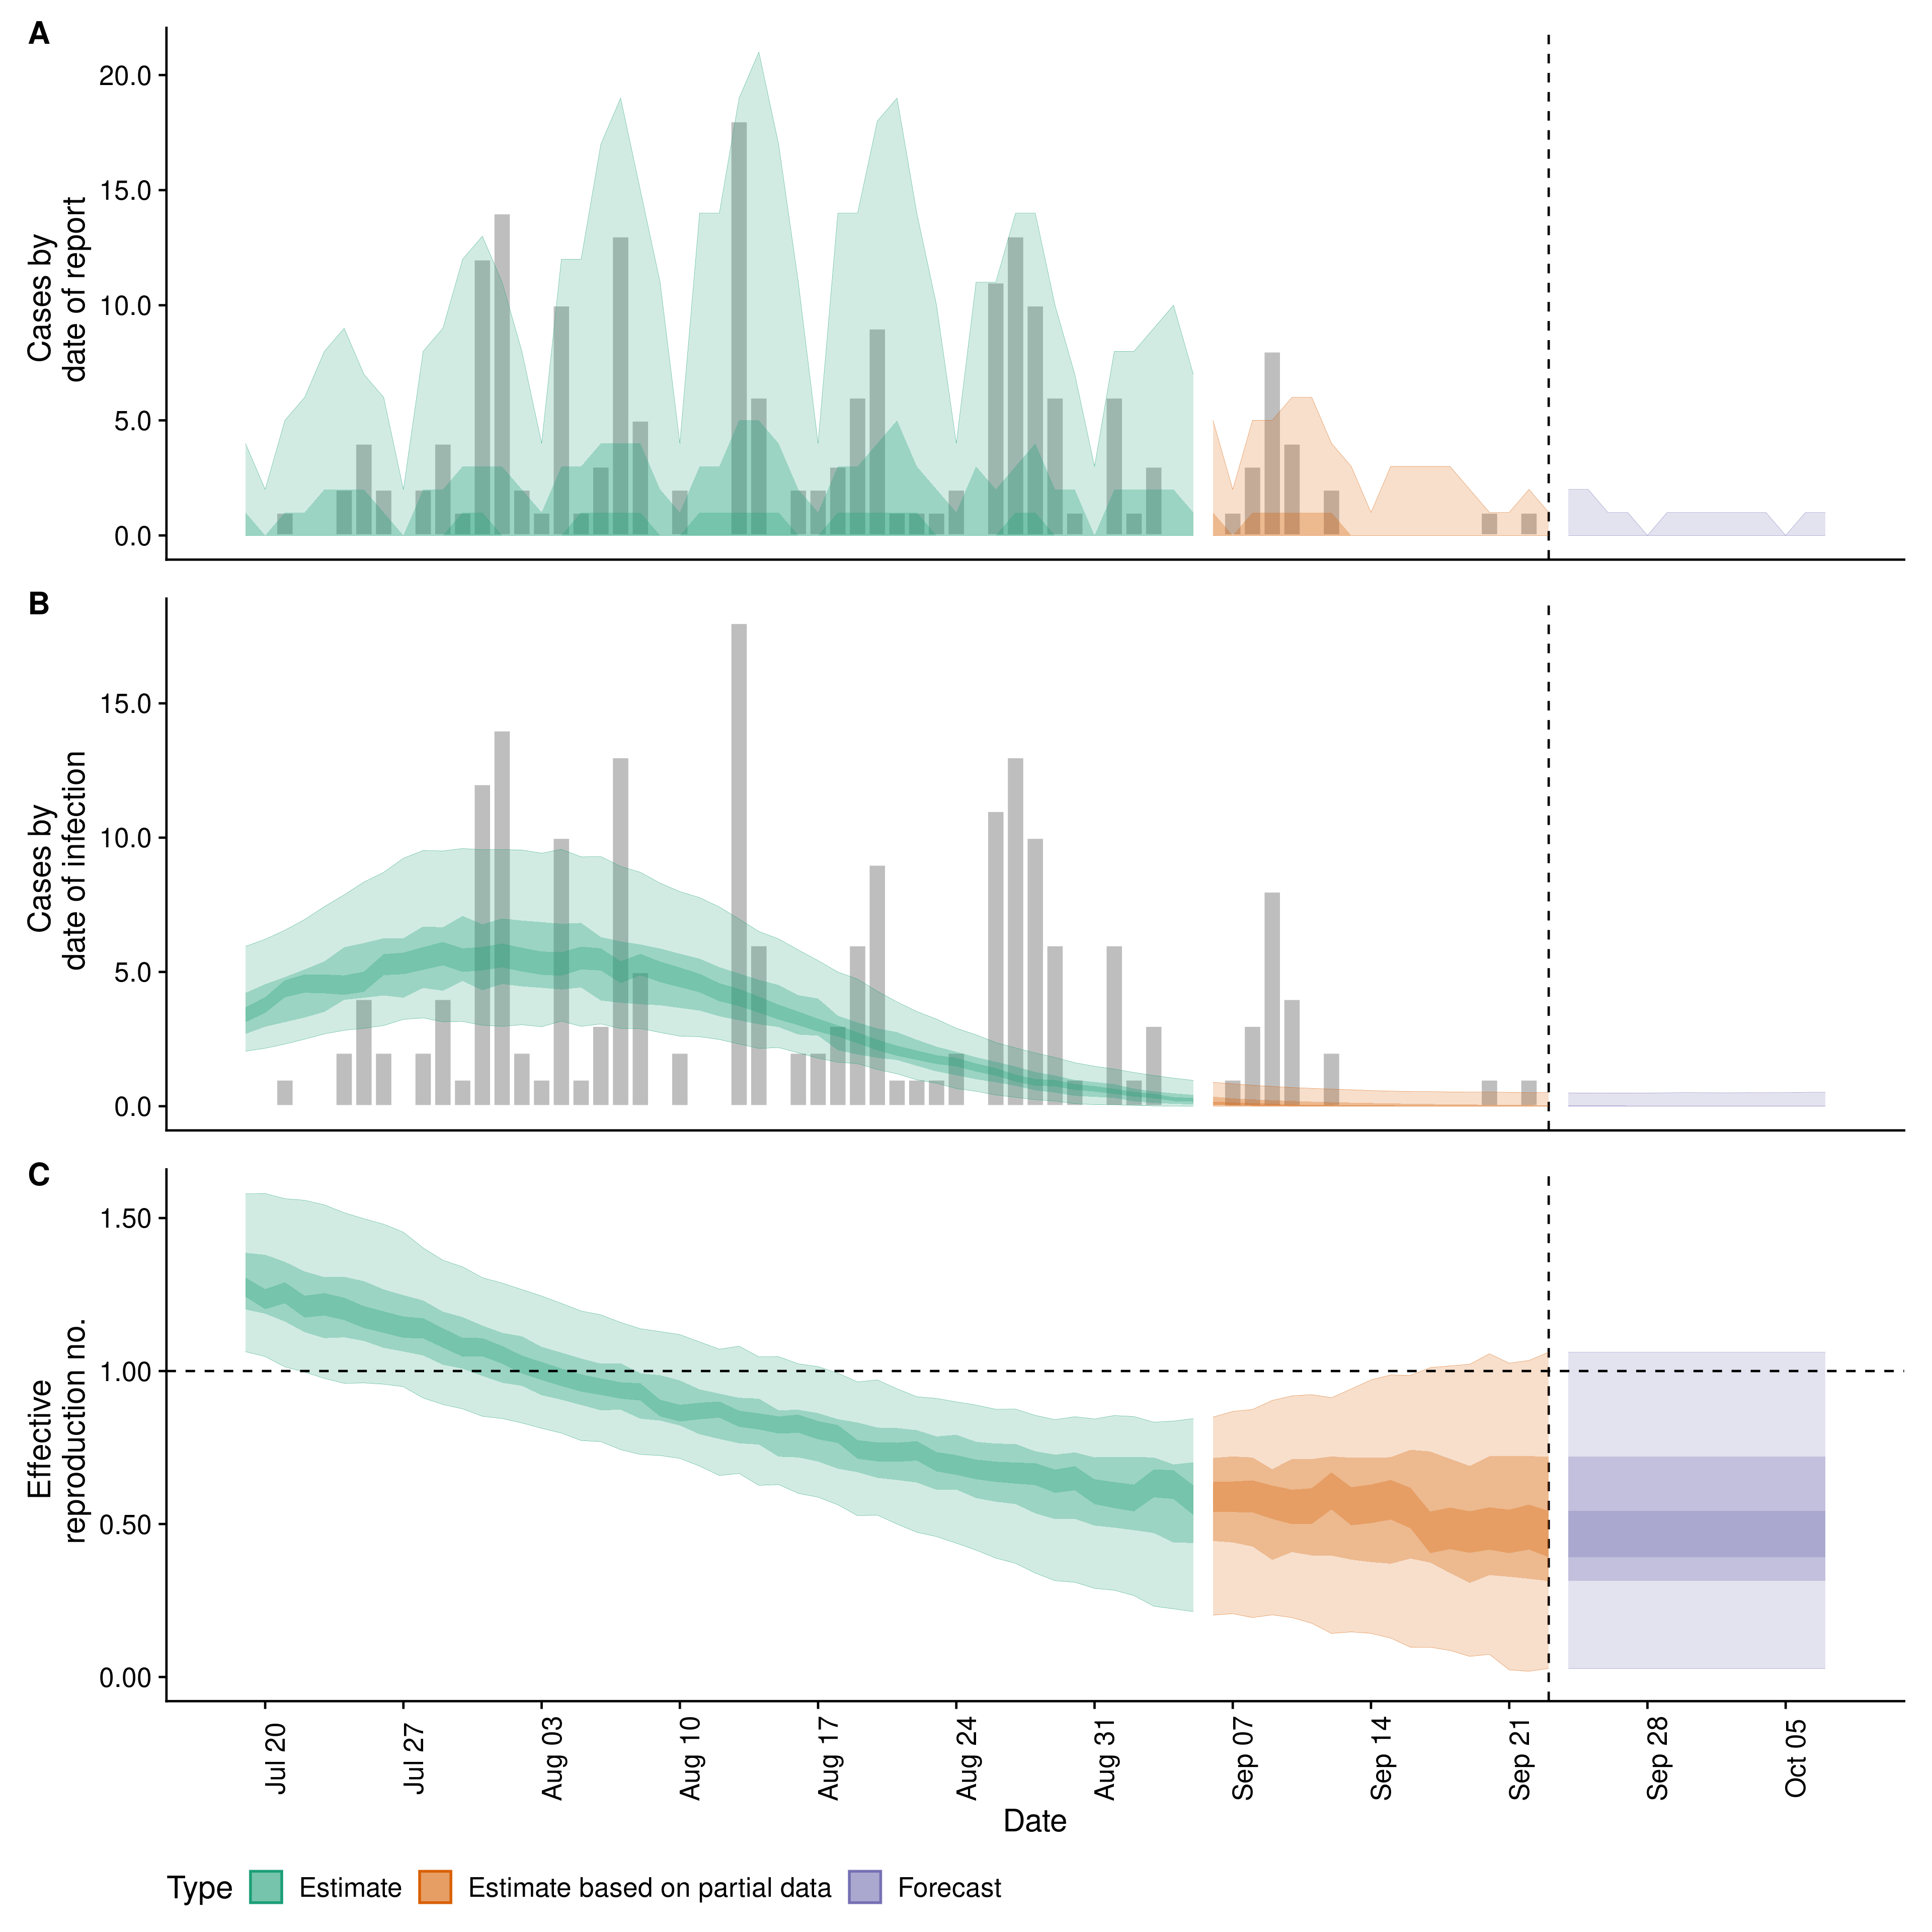 A
Cases by
date of report
20.0
15.0
10.0
5.0
0.0
B
Cases by
date of infection
15.0
10.0
5.0
0.0
C
Effective
reproduction no.
1.50
1.00
0.50
0.00
Jul 20
Jul 27
Aug 03
Aug 10
Aug 17
Aug 24
Aug 31
Sep 07
Sep 14
Sep 21
Sep 28
Oct 05
Date
Type Estimate Estimate based on partial data Forecast